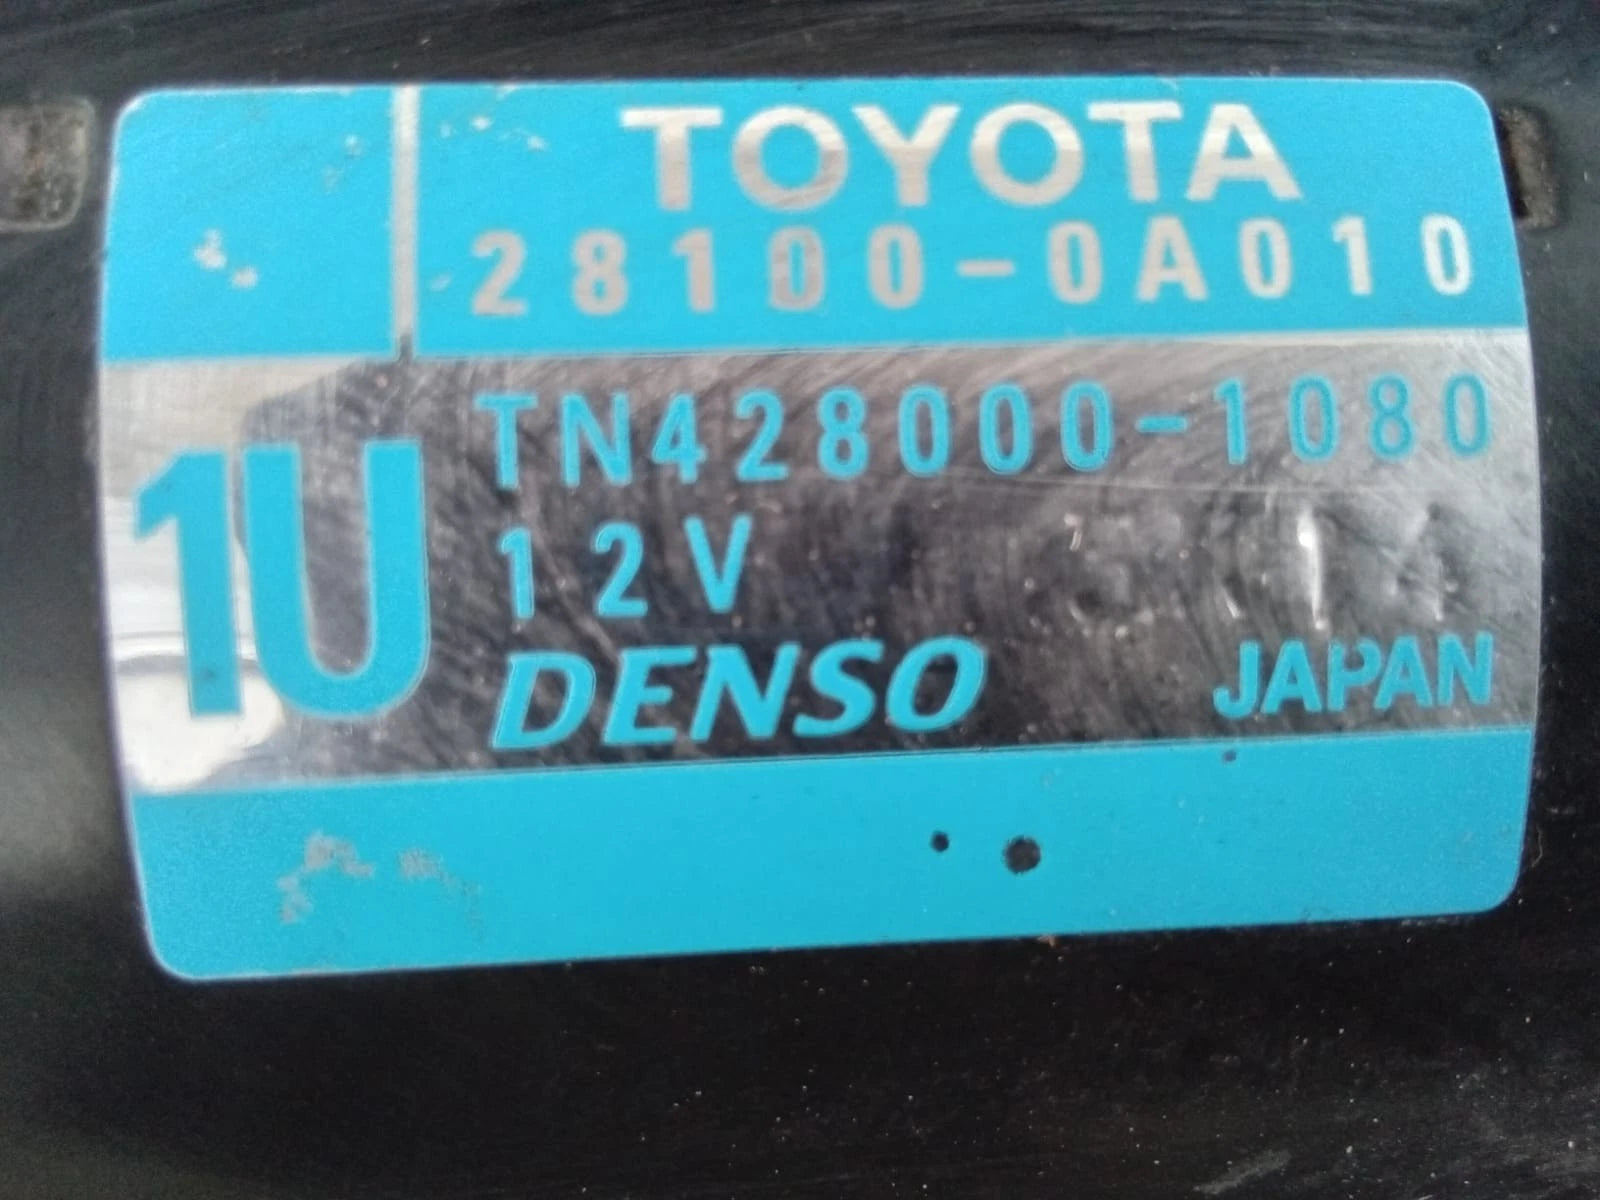 TOYOTA
28100-0A010
1U
TN428000-1080
12V
DENSO JAPAN